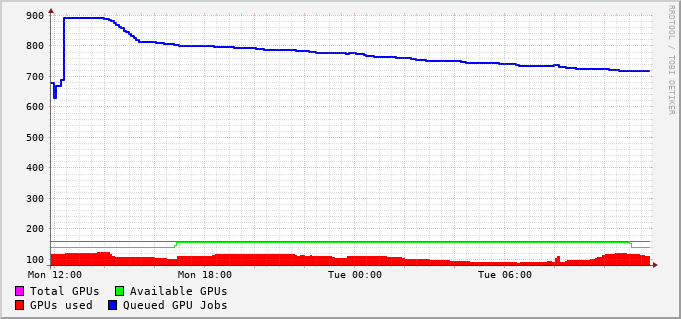 900
800
700
600
500
400
300
200
100
Mon 12:00 Mon 18:00 Tue 00:00 Tue 06:00
Total GPUs Available GPUs
GPUs used Queued GPU Jobs
RRDTOOL / TOBI OETIKER